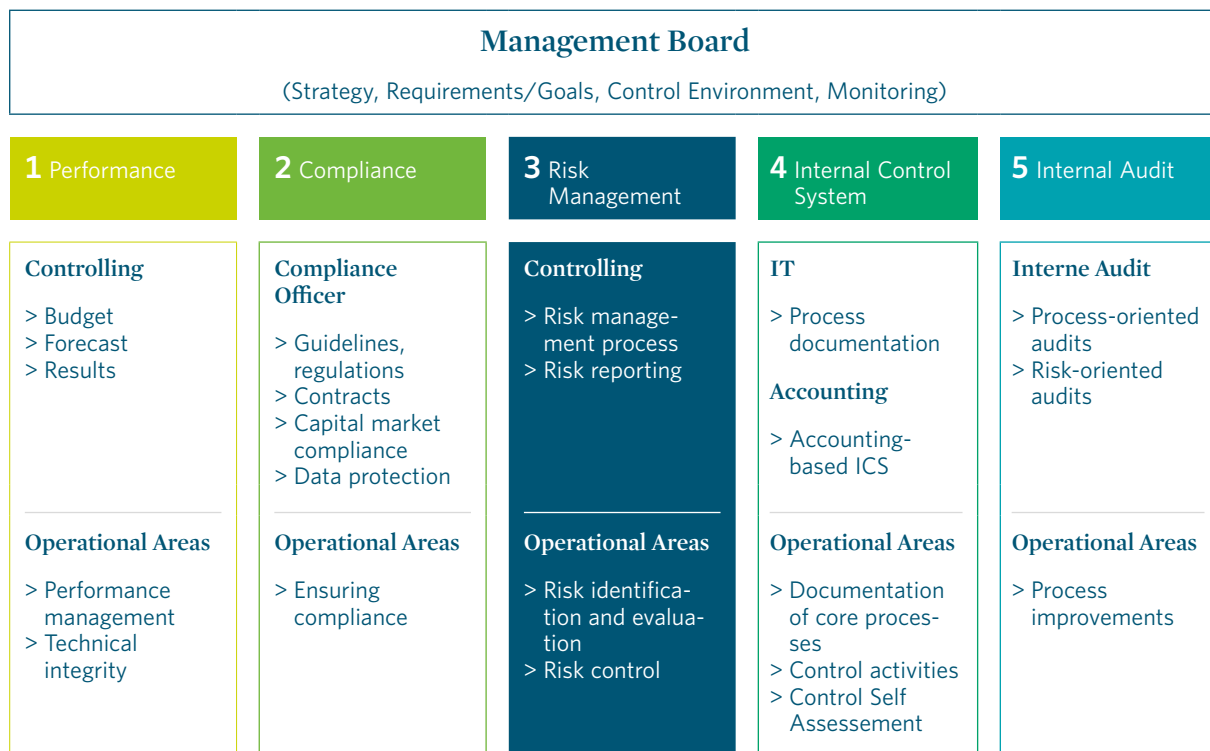 Management Board
(Strategy, Requirements/Goals, Control Environment, Monitoring)
1 Performance
2 Compliance
3 Risk
Management
4 Internal Control
System
5 Internal Audit
Controlling
> Budget
> Forecast
> Results
Operational Areas
> Performance
management
> Technical
integrity
Compliance
Officer
> Guidelines,
regulations
> Contracts
> Capital market
compliance
> Data protection
Operational Areas
> Ensuring
compliance
Controlling
> Risk manage-
ment process
> Risk reporting
Operational Areas
> Risk identifica-
tion and evalua-
tion
> Risk control
IT
> Process
documentation
Accounting
> Accounting-
based ICS
Operational Areas
> Documentation
of core proces-
ses
> Control activities
> Control Self
Assessement
Interne Audit
> Process-oriented
audits
> Risk-oriented
audits
Operational Areas
> Process
improvements